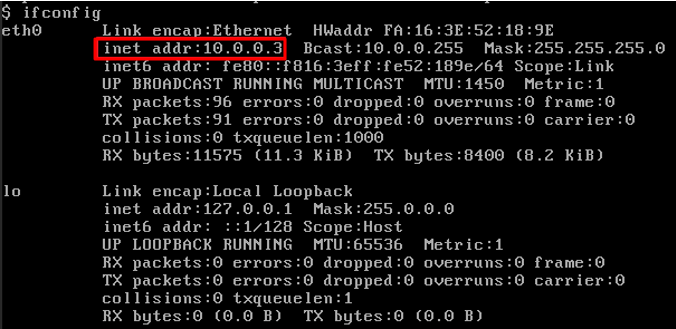 $ ifconfig
eth0 Link encap:Ethernet HWaddr FA:16:3E:52:18:9E
inet addr:10.0.0.3 Bcast:10.0.0.255 Mask:255.255.255.0
inet6 addr: fe80::f816:3eff:fe52:189e/64 Scope:Link
UP BROADCAST RUNNING MULTICAST MTU:1450 Metric:1
RX packets:96 errors:0 dropped:0 overruns:0 frame:0
TX packets:91 errors:0 dropped:0 overruns:0 carrier:0
collisions:0 txqueuelen:1000
RX bytes:11575 (11.3 KiB) TX bytes:8400 (8.2 KiB)
lo Link encap:Local Loopback
inet addr:127.0.0.1 Mask:255.0.0.0
inet6 addr: ::1/128 Scope:Host
UP LOOPBACK RUNNING MTU:65536 Metric:1
RX packets:0 errors:0 dropped:0 overruns:0 frame:0
TX packets:0 errors:0 dropped:0 overruns:0 carrier:0
collisions:0 txqueuelen:1
RX bytes:0 (0.0 B) TX bytes:0 (0.0 B)